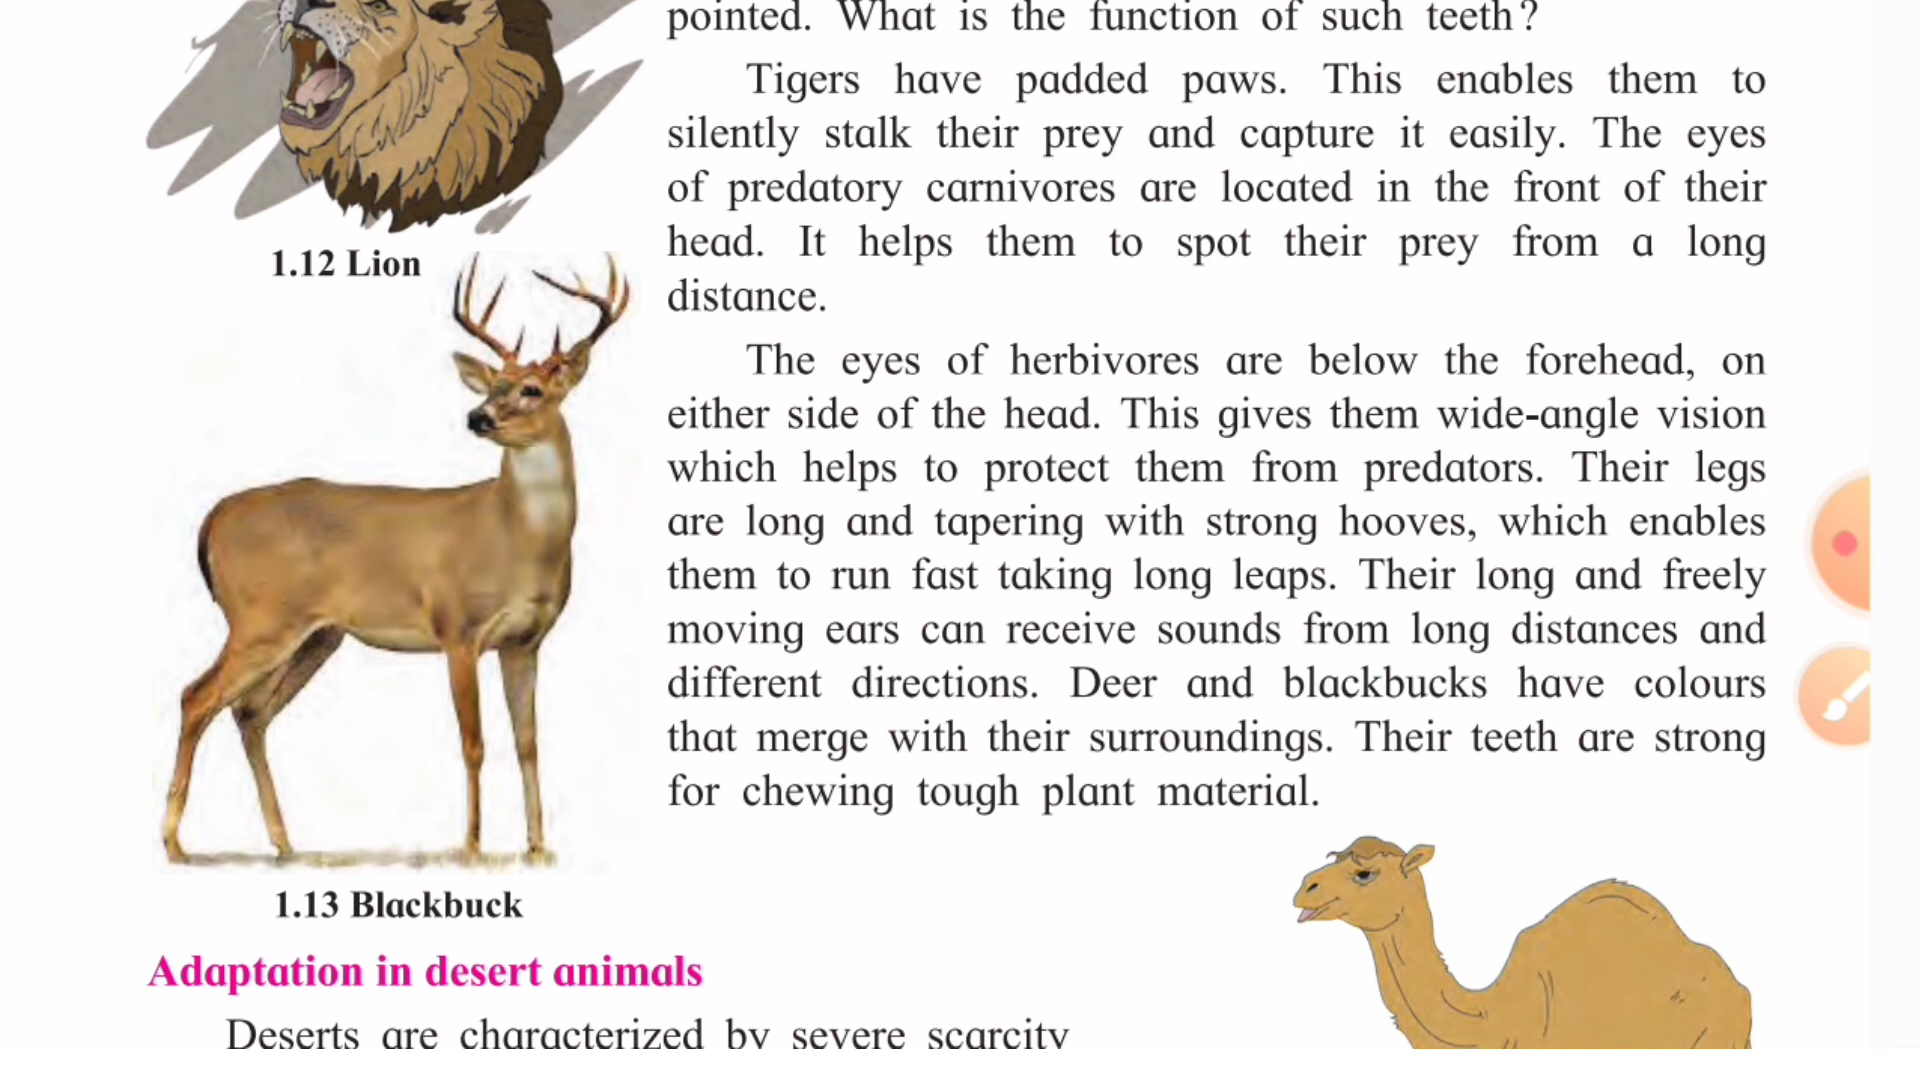 pointed. What is the function of such teeth?
Tigers have padded paws. This enables them to
silently stalk their prey and capture it easily. The eyes
of predatory carnivores are located in the front of their
head. It helps them to spot their prey from a long
distance.
1.12 Lion
The eyes of herbivores are below the forehead, on
either side of the head. This gives them wide-angle vision
which helps to protect them from predators. Their legs
are long and tapering with strong hooves, which enables
them to run fast taking long leaps. Their long and freely
moving ears can receive sounds from long distances and
different directions. Deer and blackbucks have colours
that merge with their surroundings. Their teeth are strong
for chewing tough plant material.
1.13 Blackbuck
Adaptation in desert animals
Deserts are characterized by severe scarcity